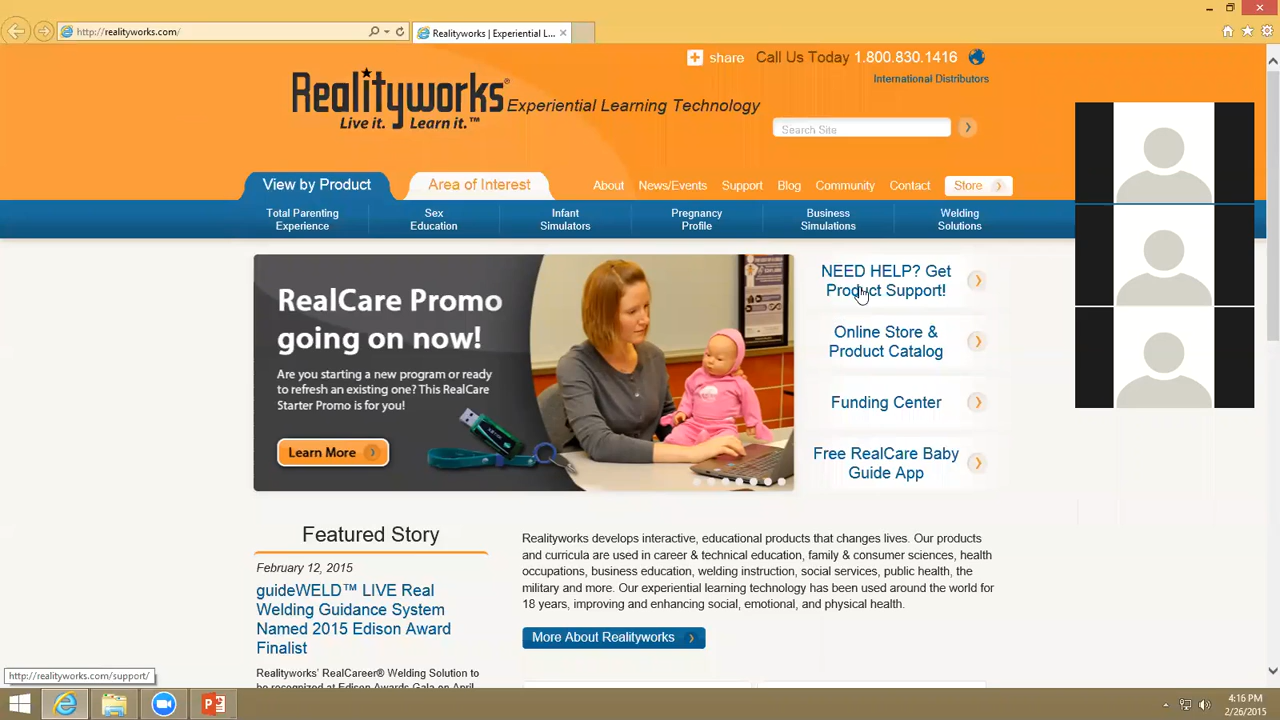 http://realityworks.com/
Realityworks | Experiential L...
share
Call Us Today 1.800.830.1416
International Distributors
Realityworks®
Live it. Learn it.™
Experiential Learning Technology
Search Site
View by Product
Area of Interest
About
News/Events
Support
Blog
Community
Contact
Store
Total Parenting
Experience
Sex
Education
Infant
Simulators
Pregnancy
Profile
Business
Simulations
Welding
Solutions
RealCare Promo
going on now!
Are you starting a new program or ready
to refresh an existing one? This RealCare
Starter Promo is for you!
Learn More
NEED HELP? Get
Product Support!
Online Store &
Product Catalog
Funding Center
Free RealCare Baby
Guide App
Featured Story
February 12, 2015
guideWELD™ LIVE Real
Welding Guidance System
Named 2015 Edison Award
Finalist
Realityworks' RealCareer® Welding Solution to
be recognized at Edison Awards Gala on April
Realityworks develops interactive, educational products that changes lives. Our products
and curricula are used in career & technical education, family & consumer sciences, health
occupations, business education, welding instruction, social services, public health, the
military and more. Our experiential learning technology has been used around the world for
18 years, improving and enhancing social, emotional, and physical health.
More About Realityworks
http://realityworks.com/support/
4:16 PM
2/26/2015